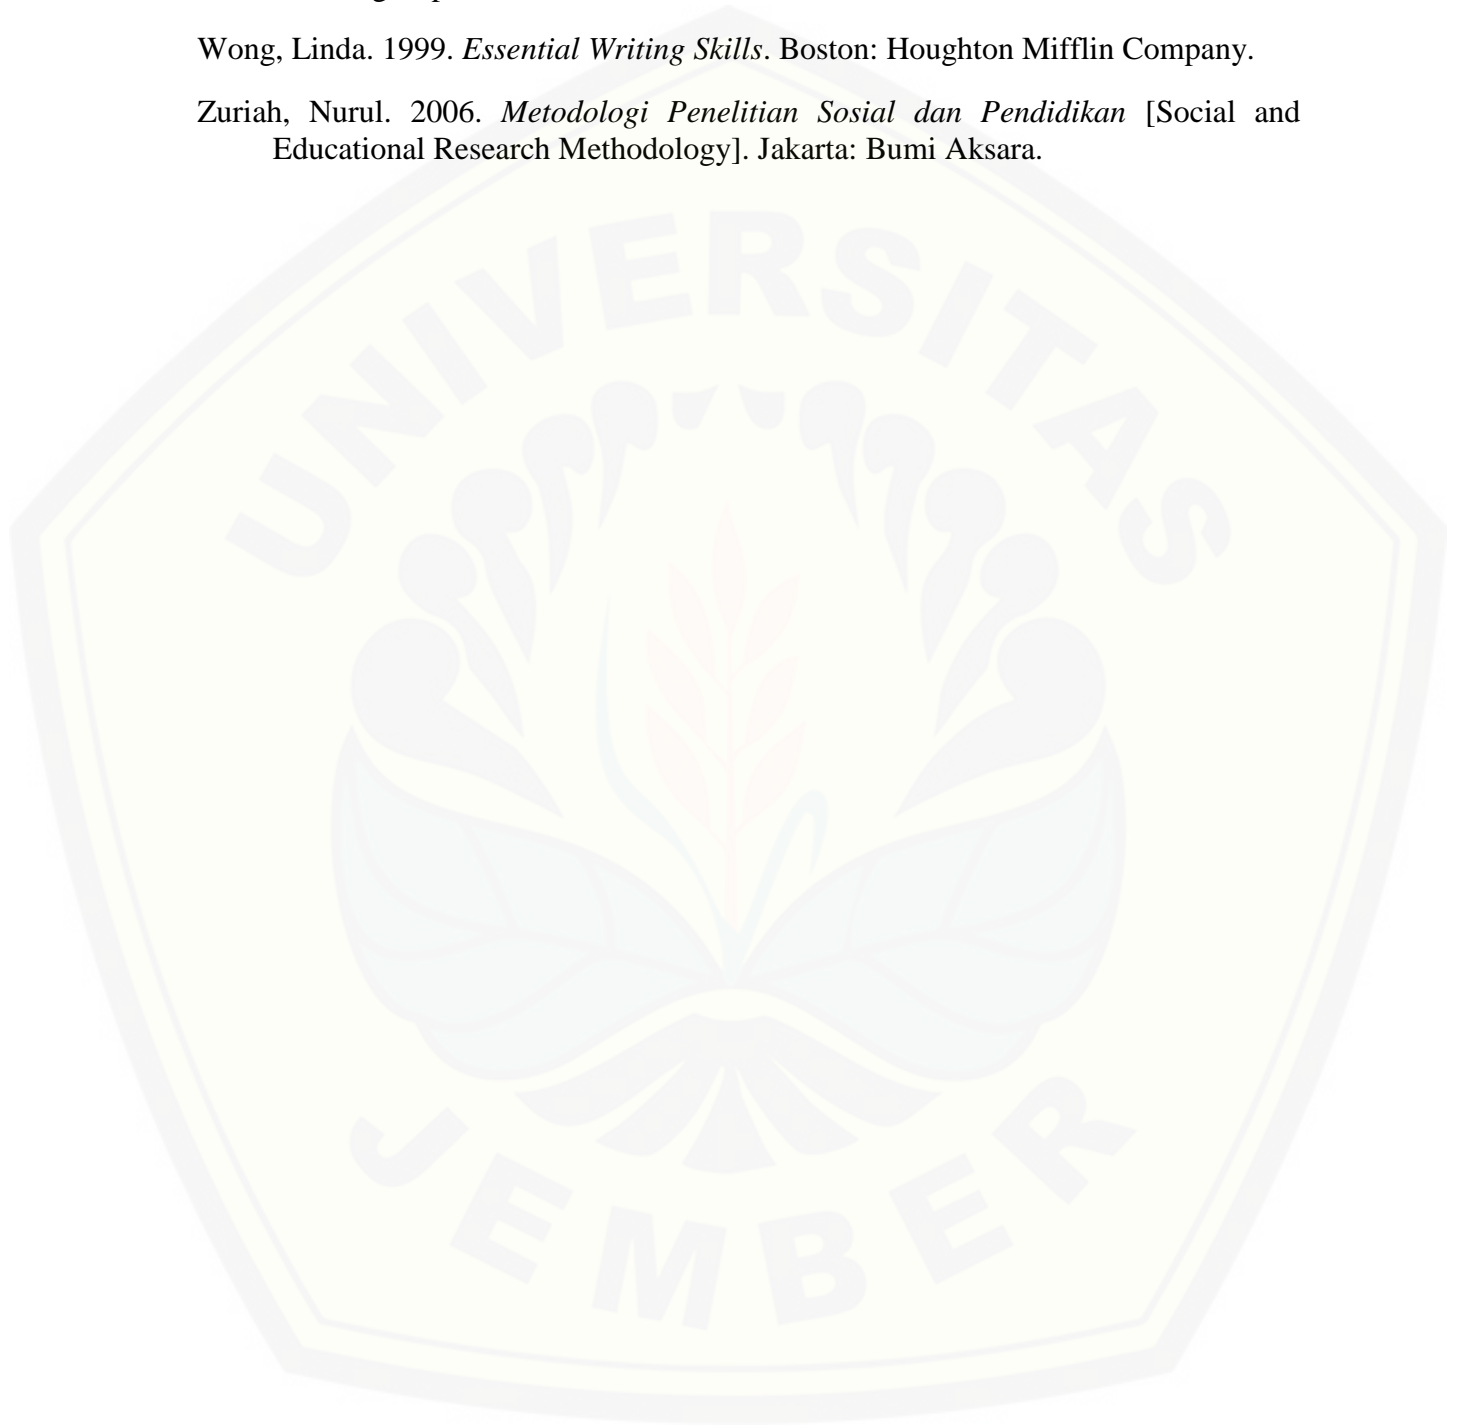 Wong, Linda. 1999. Essential Writing Skills. Boston: Houghton Mifflin Company.
Zuriah, Nurul. 2006. Metodologi Penelitian Sosial dan Pendidikan [Social and
Educational Research Methodology]. Jakarta: Bumi Aksara.
UNIVERSITAS
JEMBER